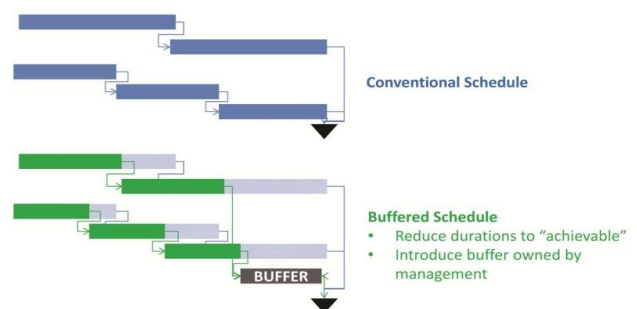 Conventional Schedule
Buffered Schedule
• Reduce durations to “achievable”
• Introduce buffer owned by
management
BUFFER